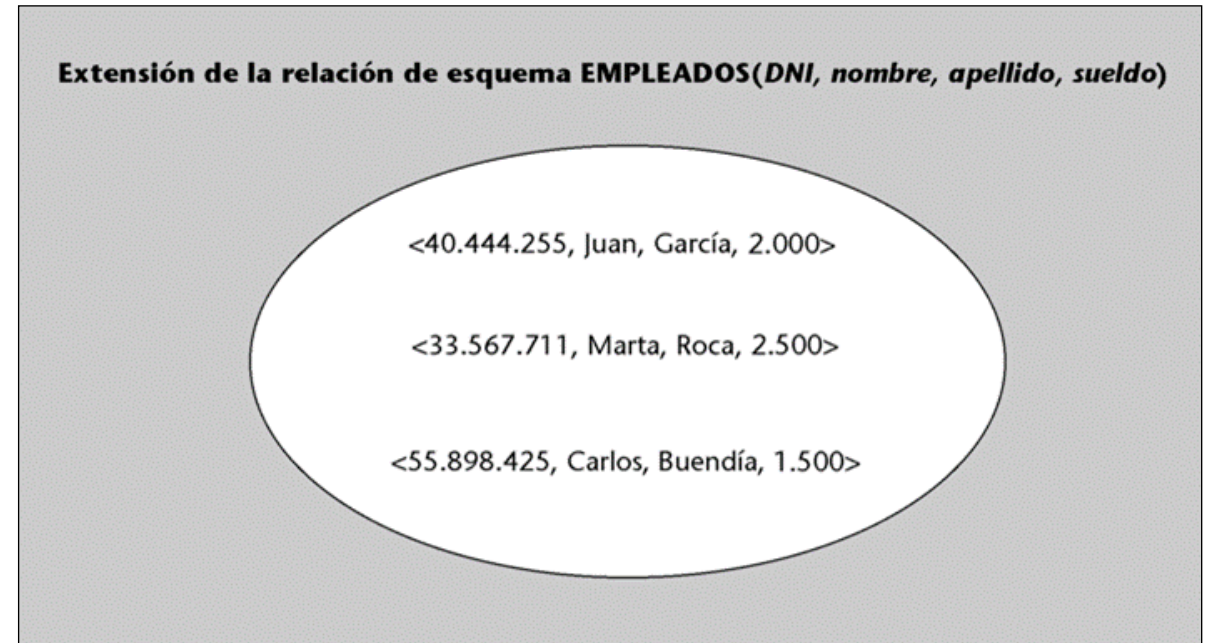 Extensión de la relación de esquema EMPLEADOS(DNI, nombre, apellido, sueldo)
<40.444.255, Juan, García, 2.000>
<33.567.711, Marta, Roca, 2.500>
<55.898.425, Carlos, Buendía, 1.500>